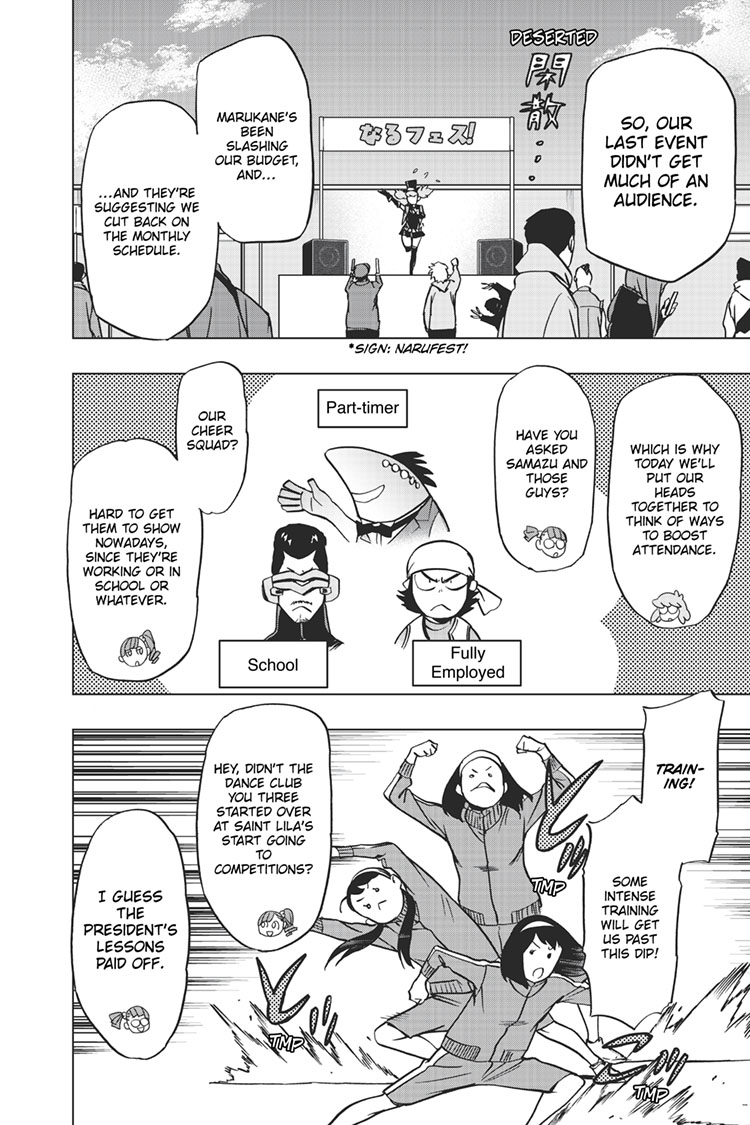 SO, OUR
LAST EVENT
DIDN'T GET
MUCH OF AN
AUDIENCE.
DESERTED
閑散…
なるフェス!
MARUKANE'S
BEEN
SLASHING
OUR BUDGET,
AND...
...AND THEY'RE
SUGGESTING WE
CUT BACK ON
THE MONTHLY
SCHEDULE.
*SIGN: NARUFEST!
WHICH IS WHY
TODAY WE'LL
PUT OUR
HEADS
TOGETHER TO
THINK OF WAYS
TO BOOST
ATTENDANCE.
HAVE YOU
ASKED
SAMAZU AND
THOSE
GUYS?
Part-timer
School
Fully
Employed
OUR
CHEER
SQUAD?
HARD TO GET
THEM TO SHOW
NOWADAYS,
SINCE THEY'RE
WORKING OR IN
SCHOOL OR
WHATEVER.
TRAIN-
ING!
SOME
INTENSE
TRAINING
WILL GET
US PAST
THIS DIP!
TMP
TMP
TMP
HEY, DIDN'T THE
DANCE CLUB
YOU THREE
STARTED OVER
AT SAINT LILA'S
START GOING
TO
COMPETITIONS?
I GUESS
THE
PRESIDENT'S
LESSONS
PAID OFF.